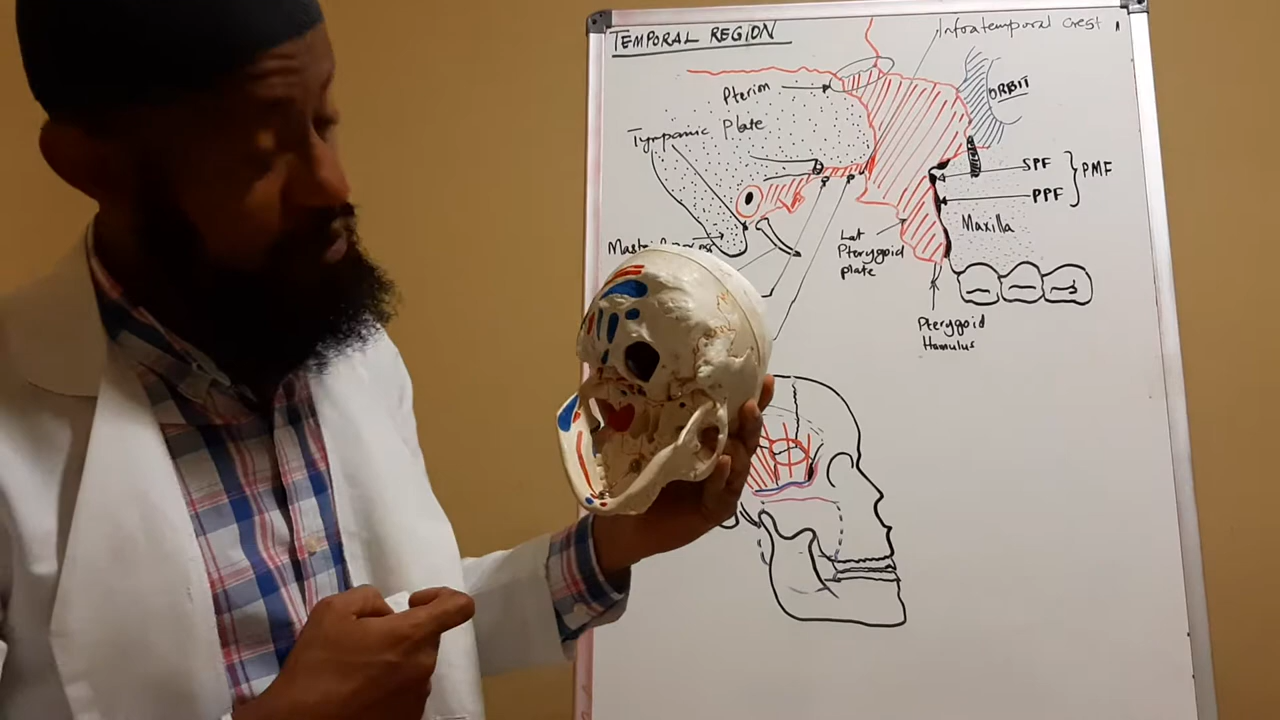 TEMPORAL REGION
Infratemporal Crest
Pterion
ORBIT
Tympanic Plate
SPF
PMF
PPF
Maxilla
Lat
Pterygoid
plate
Pterygoid
Hamulus